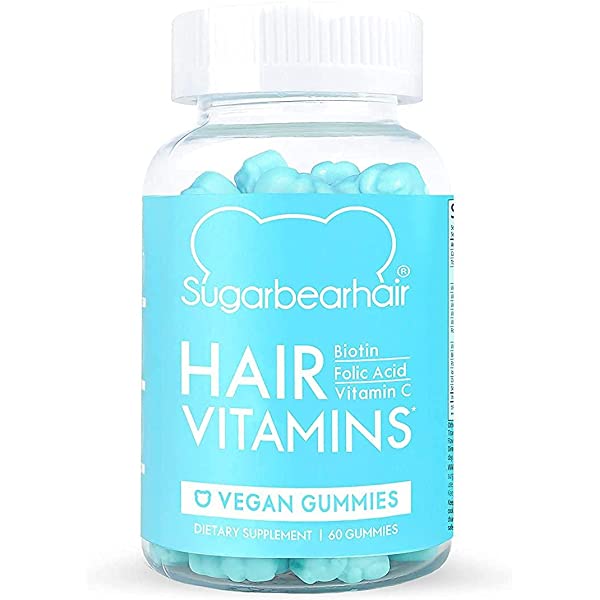 Sugarbearhair®
HAIR
Biotin
Folic Acid
Vitamin C
VITAMINS*
VEGAN GUMMIES
DIETARY SUPPLEMENT | 60 GUMMIES